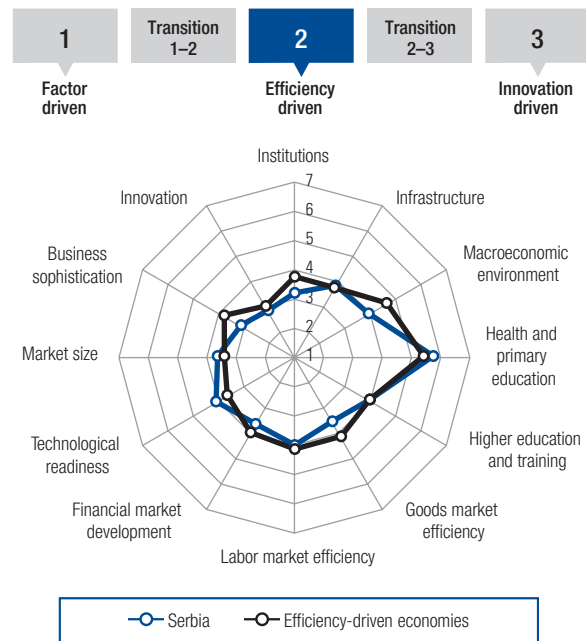 1
Transition
1–2
2
Transition
2–3
3
Factor
driven
Efficiency
driven
Innovation
driven
Institutions
7
6
5
4
3
2
1
Infrastructure
Macroeconomic
environment
Health and
primary
education
Higher education
and training
Goods market
efficiency
Labor market efficiency
Financial market
development
Technological
readiness
Market size
Business
sophistication
Innovation
Serbia
Efficiency-driven economies